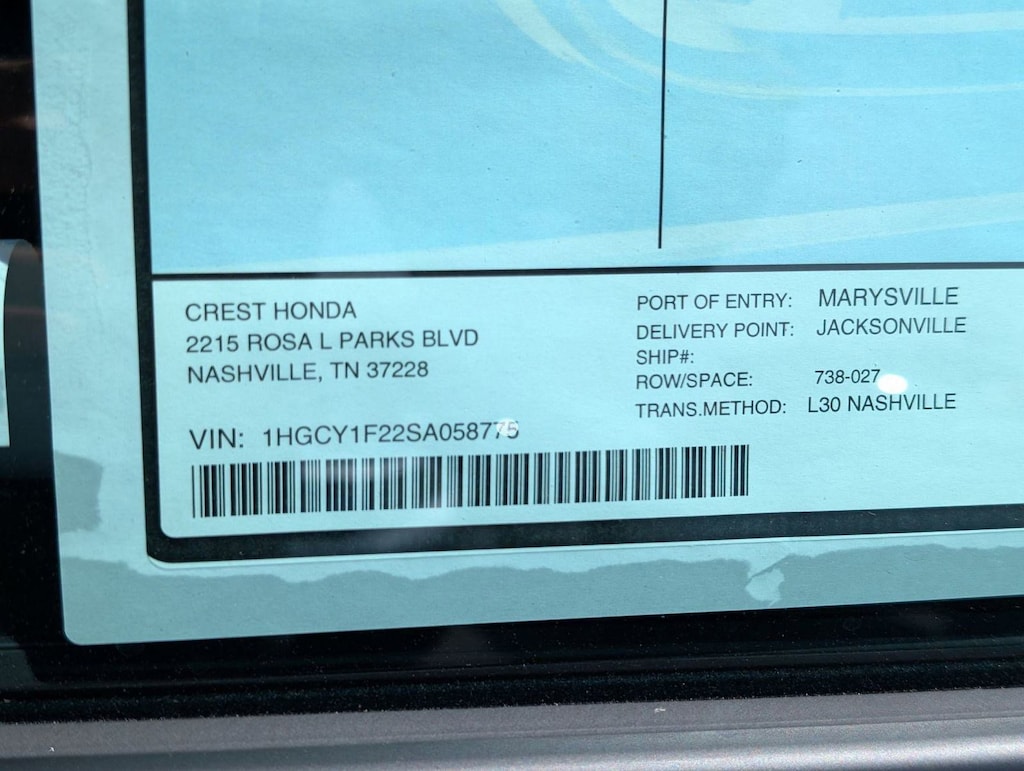 CREST HONDA
2215 ROSA L PARKS BLVD
NASHVILLE, TN 37228
VIN: 1HGCY1F22SA058775
PORT OF ENTRY: MARYSVILLE
DELIVERY POINT: JACKSONVILLE
SHIP#:
ROW/SPACE: 738-027
TRANS.METHOD: L30 NASHVILLE